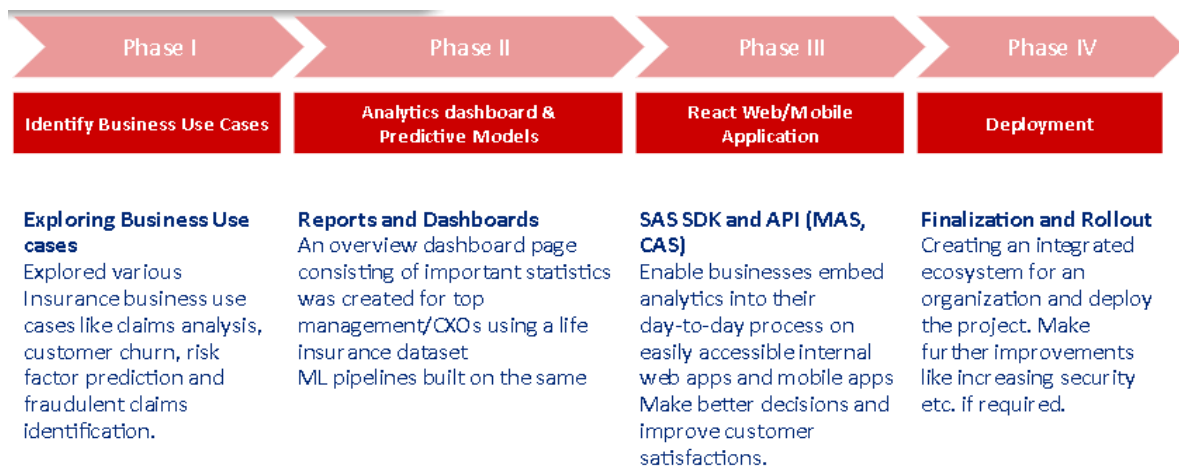 Phase I
Phase II
Phase III
Phase IV
Identify Business Use Cases
Analytics dashboard &
Predictive Models
React Web/Mobile
Application
Deployment
Exploring Business Use
cases
Explored various
Insurance business use
cases like claims analysis,
customer churn, risk
factor prediction and
fraudulent claims
identification.
Reports and Dashboards
An overview dashboard page
consisting of important statistics
was created for top
management/CXOs using a life
insurance dataset
ML pipelines built on the same
SAS SDK and API (MAS,
CAS)
Enable businesses embed
analytics into their
day-to-day process on
easily accessible internal
web apps and mobile apps
Make better decisions and
improve customer
satisfactions.
Finalization and Rollout
Creating an integrated
ecosystem for an
organization and deploy
the project. Make
further improvements
like increasing security
etc. if required.